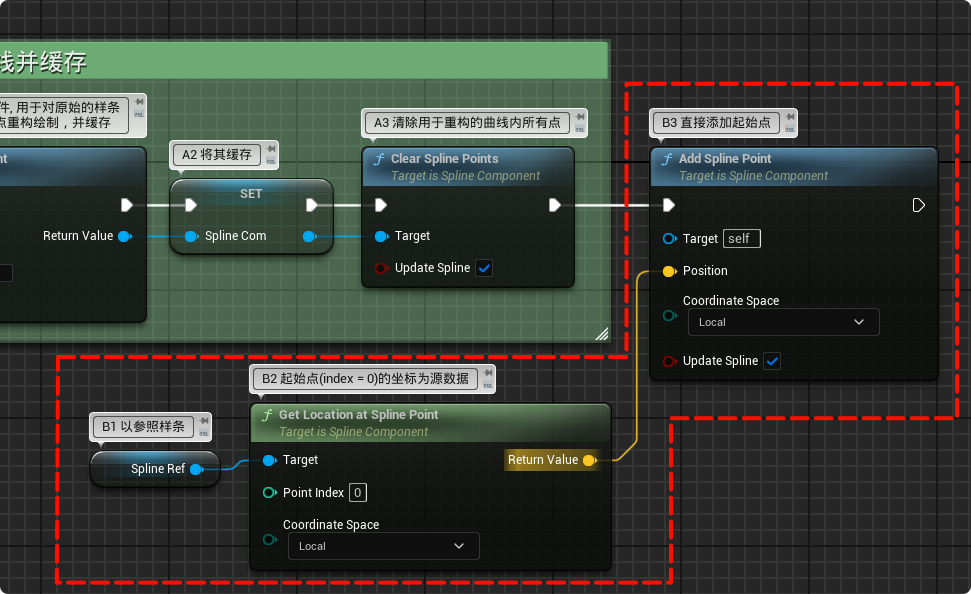 线并缓存
件, 用于对原始的样条
点重构绘制，并缓存
nt
Return Value
A2 将其缓存
SET
Spline Com
A3 清除用于重构的曲线内所有点
Clear Spline Points
Target is Spline Component
Target
Update Spline
B3 直接添加起始点
Add Spline Point
Target is Spline Component
Target
self
Position
Coordinate Space
Local
Update Spline
B1 以参照样条
Spline Ref
B2 起始点(index = 0)的坐标为源数据
Get Location at Spline Point
Target is Spline Component
Target
Return Value
Point Index
0
Coordinate Space
Local